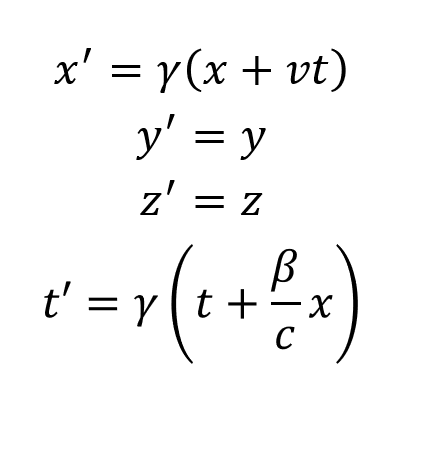 x′ = γ(x + vt)
y′ = y
z′ = z
t′ = γ(t + β/c x)